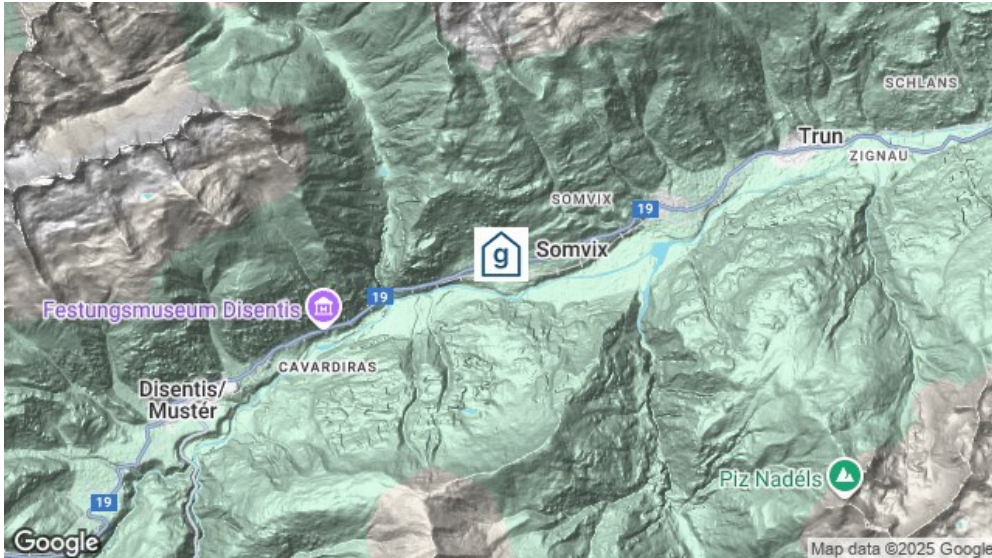 SCHLANS
Trun
ZIGNAU
SOMVIX
19
g
Somvix
19
Festungsmuseum Disentis
CAVARDIRAS
Disentis/
Mustér
Piz Nadéls
19
Google
Map data ©2025 Google